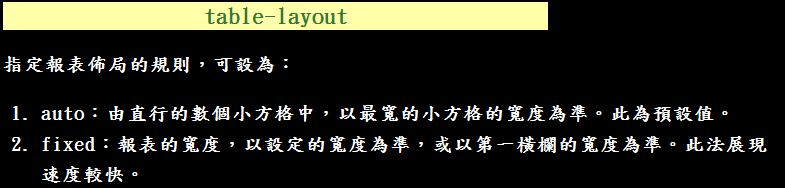 table-layout
指定報表佈局的規則，可設為：
1. auto：由直行的數個小方格中，以最寬的小方格的寬度為準。此為預設值。
2. fixed：報表的寬度，以設定的寬度為準，或以第一橫欄的寬度為準。此法展現
速度較快。